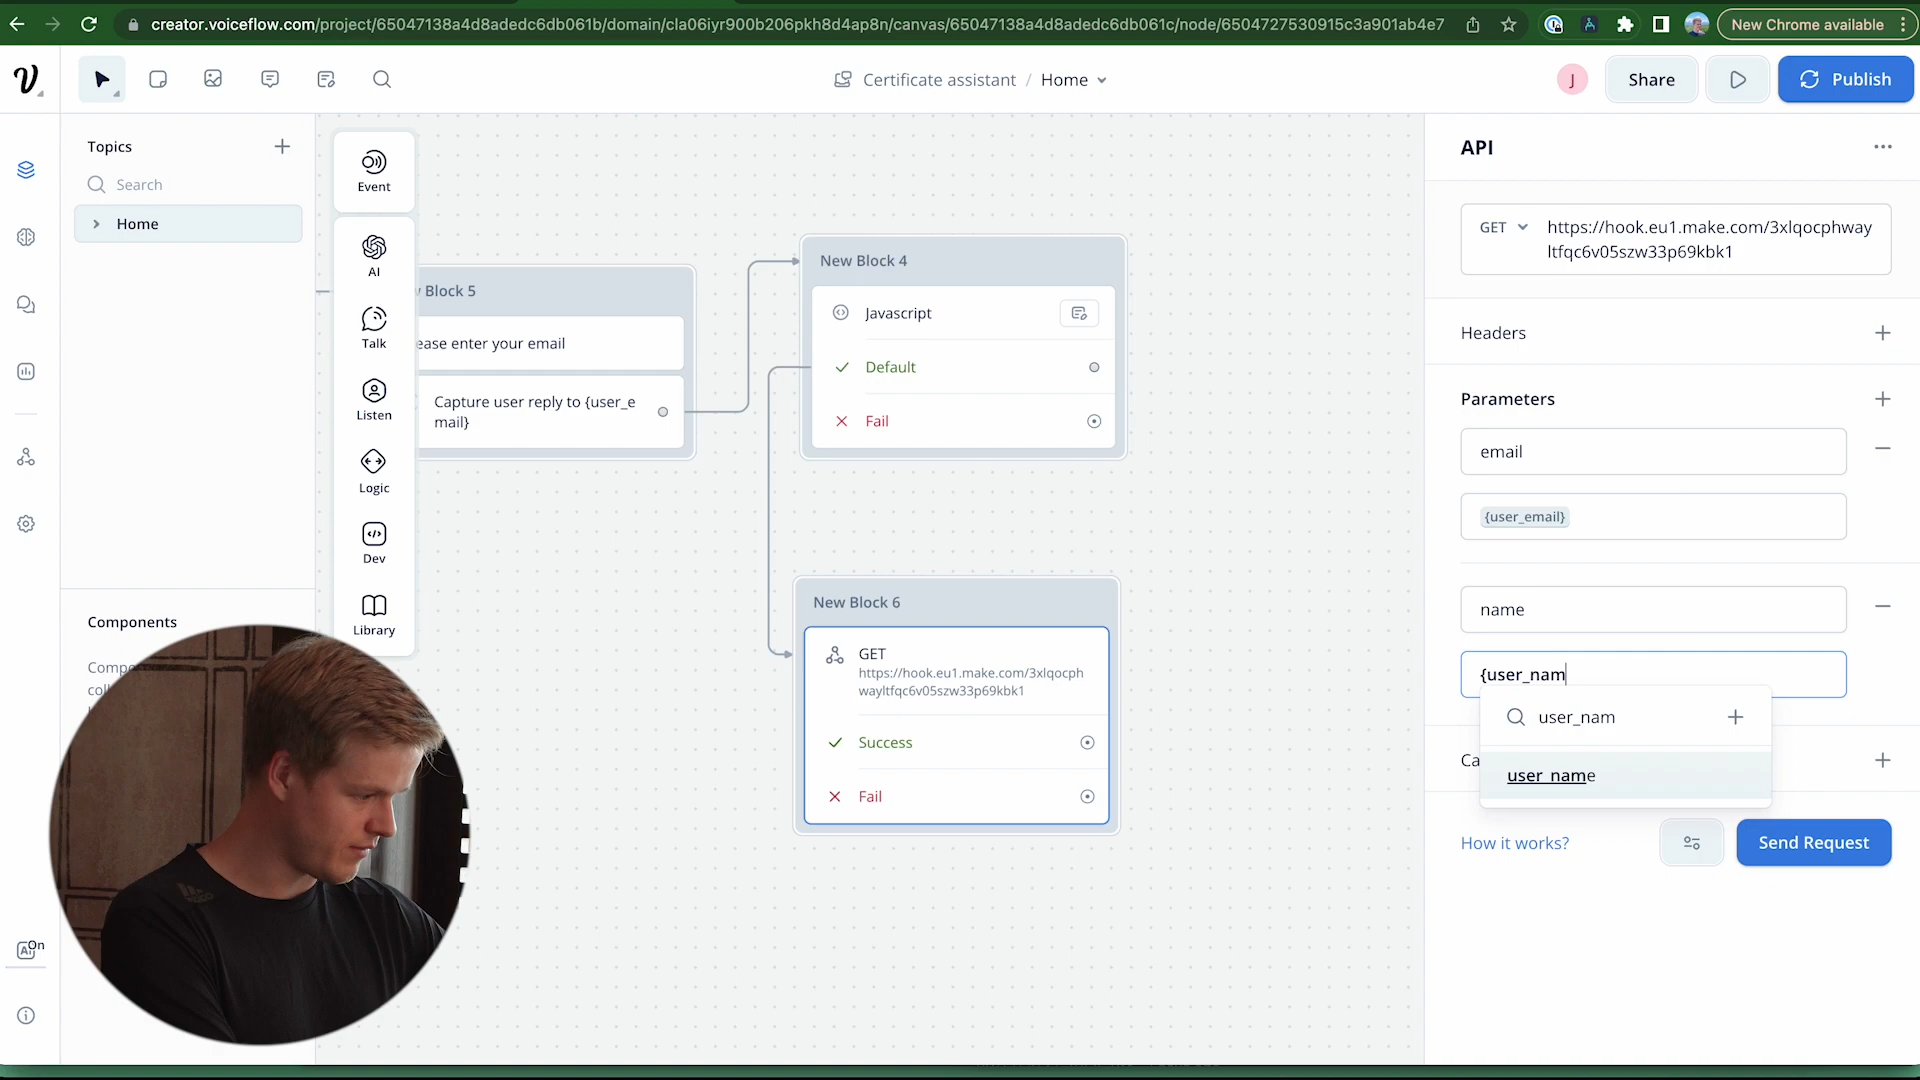 creator.voiceflow.com/project/65047138a4d8adedc6db061b/domain/cla06iyr900b206pkh8d4ap8n/canvas/65047138a4d8adedc6db061c/node/6504727530915c3a901ab4e7
New Chrome available
Certificate assistant / Home
J
Share
Publish
Topics
Search
Home
Components
Event
AI
Talk
Listen
Logic
Dev
Library
Block 5
ease enter your email
Capture user reply to {user_e
mail}
New Block 4
Javascript
Default
Fail
New Block 6
GET
https://hook.eu1.make.com/3xlqocph
wayltfqc6v05szw33p69kbk1
Success
Fail
API
GET
https://hook.eu1.make.com/3xlqocphway
ltfqc6v05szw33p69kbk1
Headers
Parameters
email
{user_email}
name
{user_nam
user_nam
user_name
How it works?
Send Request
AI On